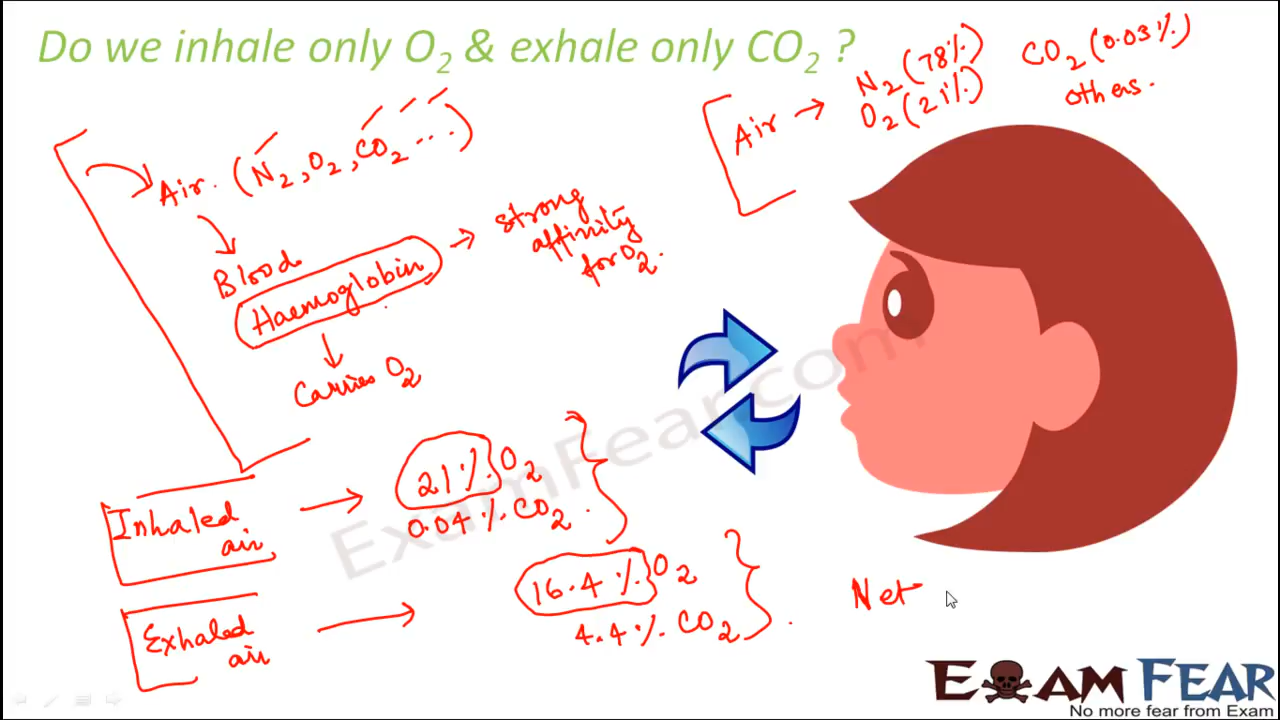 Do we inhale only O₂ & exhale only CO₂ ?
Air → N₂ (78%)
O₂ (21%)
CO₂ (0.03%)
others.
Air. (N₂, O₂, CO₂ ...)
Blood
Haemoglobin → strong
affinity
for O₂.
Carries O₂
Inhaled
air → 21% O₂
0.04% CO₂.
Exhaled
air → 16.4% O₂
4.4% CO₂.
Net
ExamFear.com
EXAM FEAR
No more fear from Exam